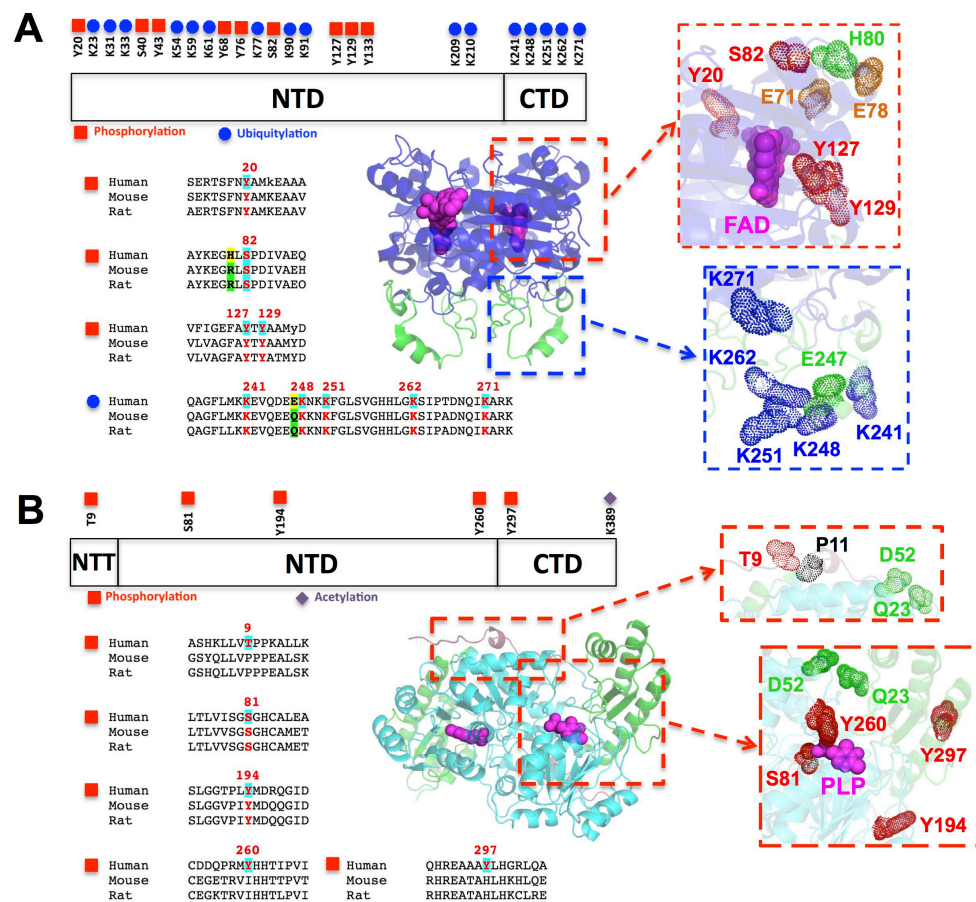 A
Y20 K23 K31 K33 S40 Y43 K54 K59 K61 Y68 Y76 K77 S82 K90 K91 Y127 Y129 Y133 K209 K210 K241 K248 K251 K262 K271
NTD CTD
Phosphorylation Ubiquitylation
20
Human SERTSFNYAMkEAAA
Mouse SEKTSFNYAMKEAAV
Rat AERTSFNYAMKEAAA
82
Human AYKEGHLSPDIVAEQ
Mouse AYKEGRLSPDIVAEH
Rat AYKEGRLSPDIVAEO
127 129
Human VFIGEFAYTYAAMyD
Mouse VLVAGFAYTYAAMYD
Rat VLVAGFAYTYATMYD
241 248 251 262 271
Human QAGFLMKKEVQDEEEKNKFGLSVGHHLGKSIPTDNQIKARK
Mouse QAGFLMKKEVQEEQKKNKFGLSVGHHLGKSIPADNQIKARK
Rat QAGFLLKKEVQEEQKKNKFGLSVGHHLGKSIPADNQIKARK
S82 H80
Y20 E71 E78
Y127
Y129
FAD
K271
K262 E247
K251 K248 K241
B
T9 S81 Y194 Y260 Y297 K389
NTT NTD CTD
Phosphorylation Acetylation
9
Human ASHKLLVTPPKALLK
Mouse GSYQLLVPPPEALSK
Rat GSHQLLVPPPEALSK
81
Human LTLVISGSGHCALEA
Mouse LTLVVSGSGHCAMET
Rat LTLVVSGSGHCAMET
194
Human SLGGTPLYMDRQGID
Mouse SLGGVPIYMDQQGID
Rat SLGGVPIYMDQQGID
260
Human CDDQPRMYHHTIPVI
Mouse CEGETRVIHHTTPVT
Rat CEGKTRVIHHTLPVI
297
Human QHREAAAYLHGRLQA
Mouse RHREATAHLHKHLQE
Rat RHREATALHLHKCLRE
T9 P11 D52
Q23
D52 Q23
Y260
S81 PLP Y297
Y194